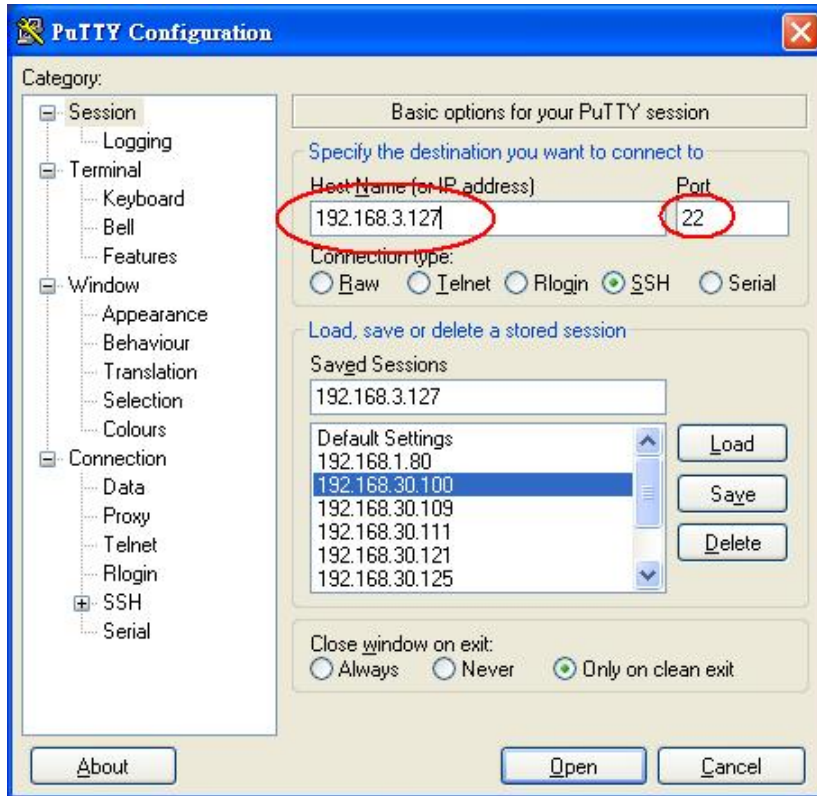 PuTTY Configuration
Category:
Session
Logging
Terminal
Keyboard
Bell
Features
Window
Appearance
Behaviour
Translation
Selection
Colours
Connection
Data
Proxy
Telnet
Rlogin
SSH
Serial
Basic options for your PuTTY session
Specify the destination you want to connect to
Host Name (or IP address) Port
192.168.3.127 22
Connection type:
Raw Telnet Rlogin SSH Serial
Load, save or delete a stored session
Saved Sessions
192.168.3.127
Default Settings
192.168.1.80
192.168.30.100
192.168.30.109
192.168.30.111
192.168.30.121
192.168.30.125
Load
Save
Delete
Close window on exit:
Always Never Only on clean exit
About Open Cancel